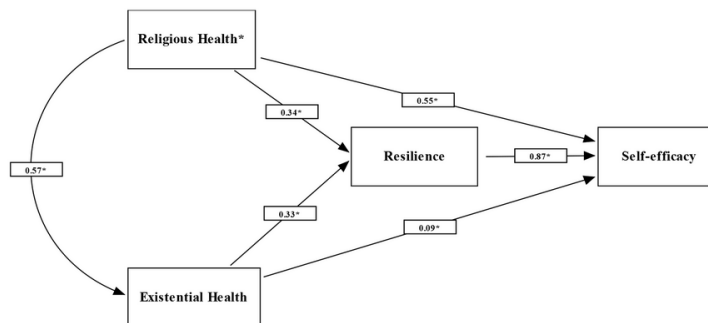 Religious Health*
0.55*
0.34*
Resilience
0.87*
Self-efficacy
0.57*
0.33*
0.09*
Existential Health